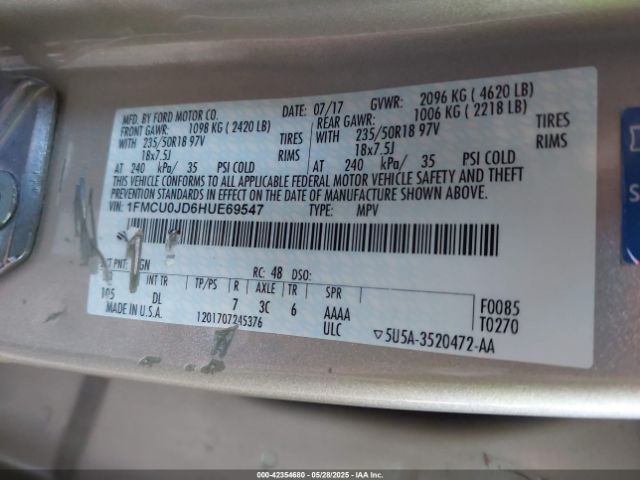 MFD. BY FORD MOTOR CO.
DATE: 07/17 GVWR: 2096 KG ( 4620 LB)
FRONT GAWR: 1098 KG ( 2420 LB) REAR GAWR: 1006 KG ( 2218 LB)
WITH 235/50R18 97V TIRES WITH 235/50R18 97V TIRES
18x7.5J RIMS 18x7.5J RIMS
AT 240 kPa/ 35 PSI COLD AT 240 kPa/ 35 PSI COLD
THIS VEHICLE CONFORMS TO ALL APPLICABLE FEDERAL MOTOR VEHICLE SAFETY AND THEFT
PREVENTION STANDARDS IN EFFECT ON THE DATE OF MANUFACTURE SHOWN ABOVE.
VIN: 1FMCU0JD6HUE69547 TYPE: MPV
PNT: GN RC: 48 DSO:
INT TR TP/PS R AXLE TR SPR
DL 7 3C 6 AAAA F0085
MADE IN U.S.A. 1201707245376 ULC ▽5U5A-3520472-AA T0270
000-42354680 - 05/28/2025 - IAAI.COM